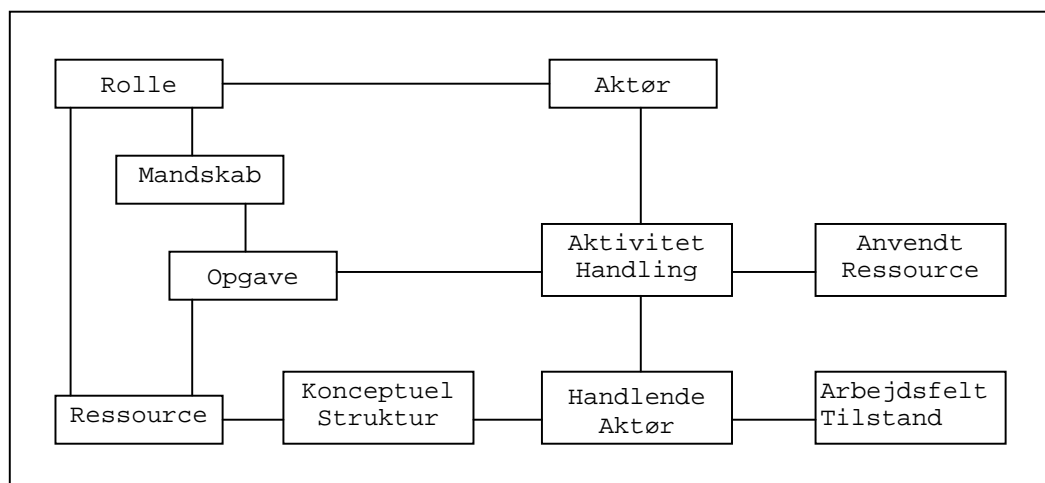 Rolle
Aktør
Mandskab
Opgave
Aktivitet
Handling
Anvendt
Ressource
Ressource
Konceptuel
Struktur
Handlende
Aktør
Arbejdsfelt
Tilstand